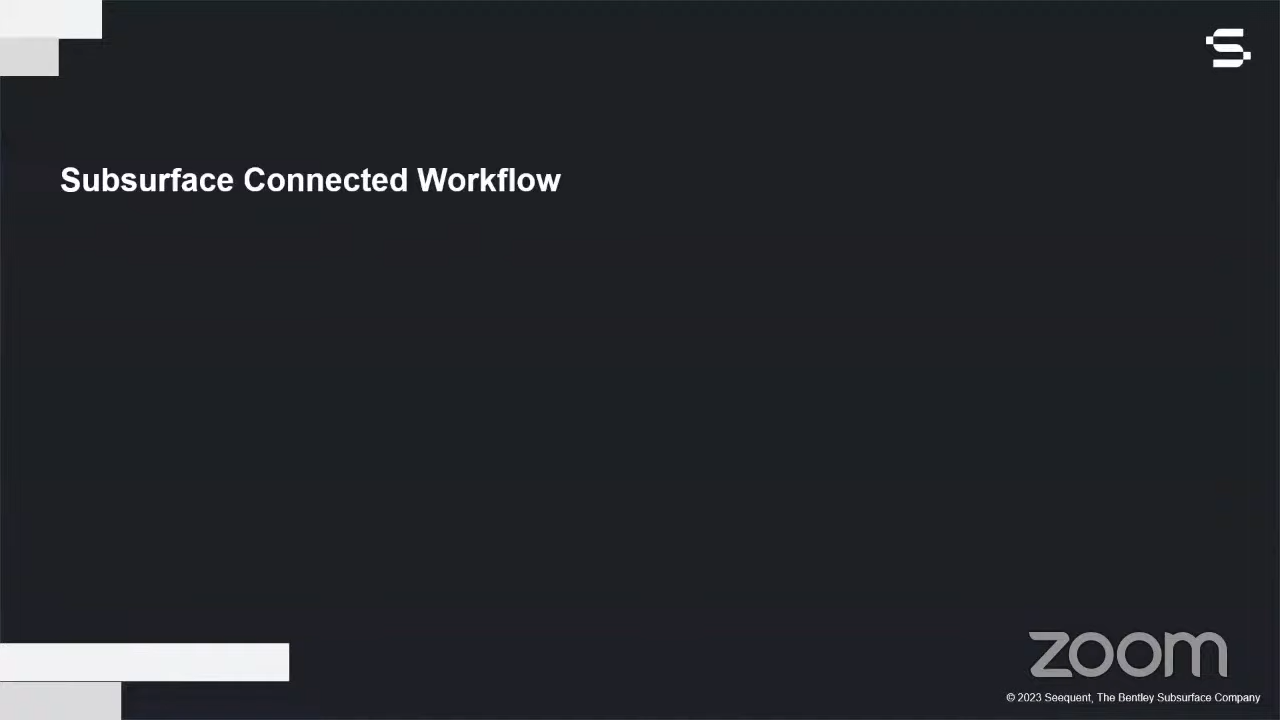 Subsurface Connected Workflow
zoom
© 2023 Seequent, The Bentley Subsurface Company